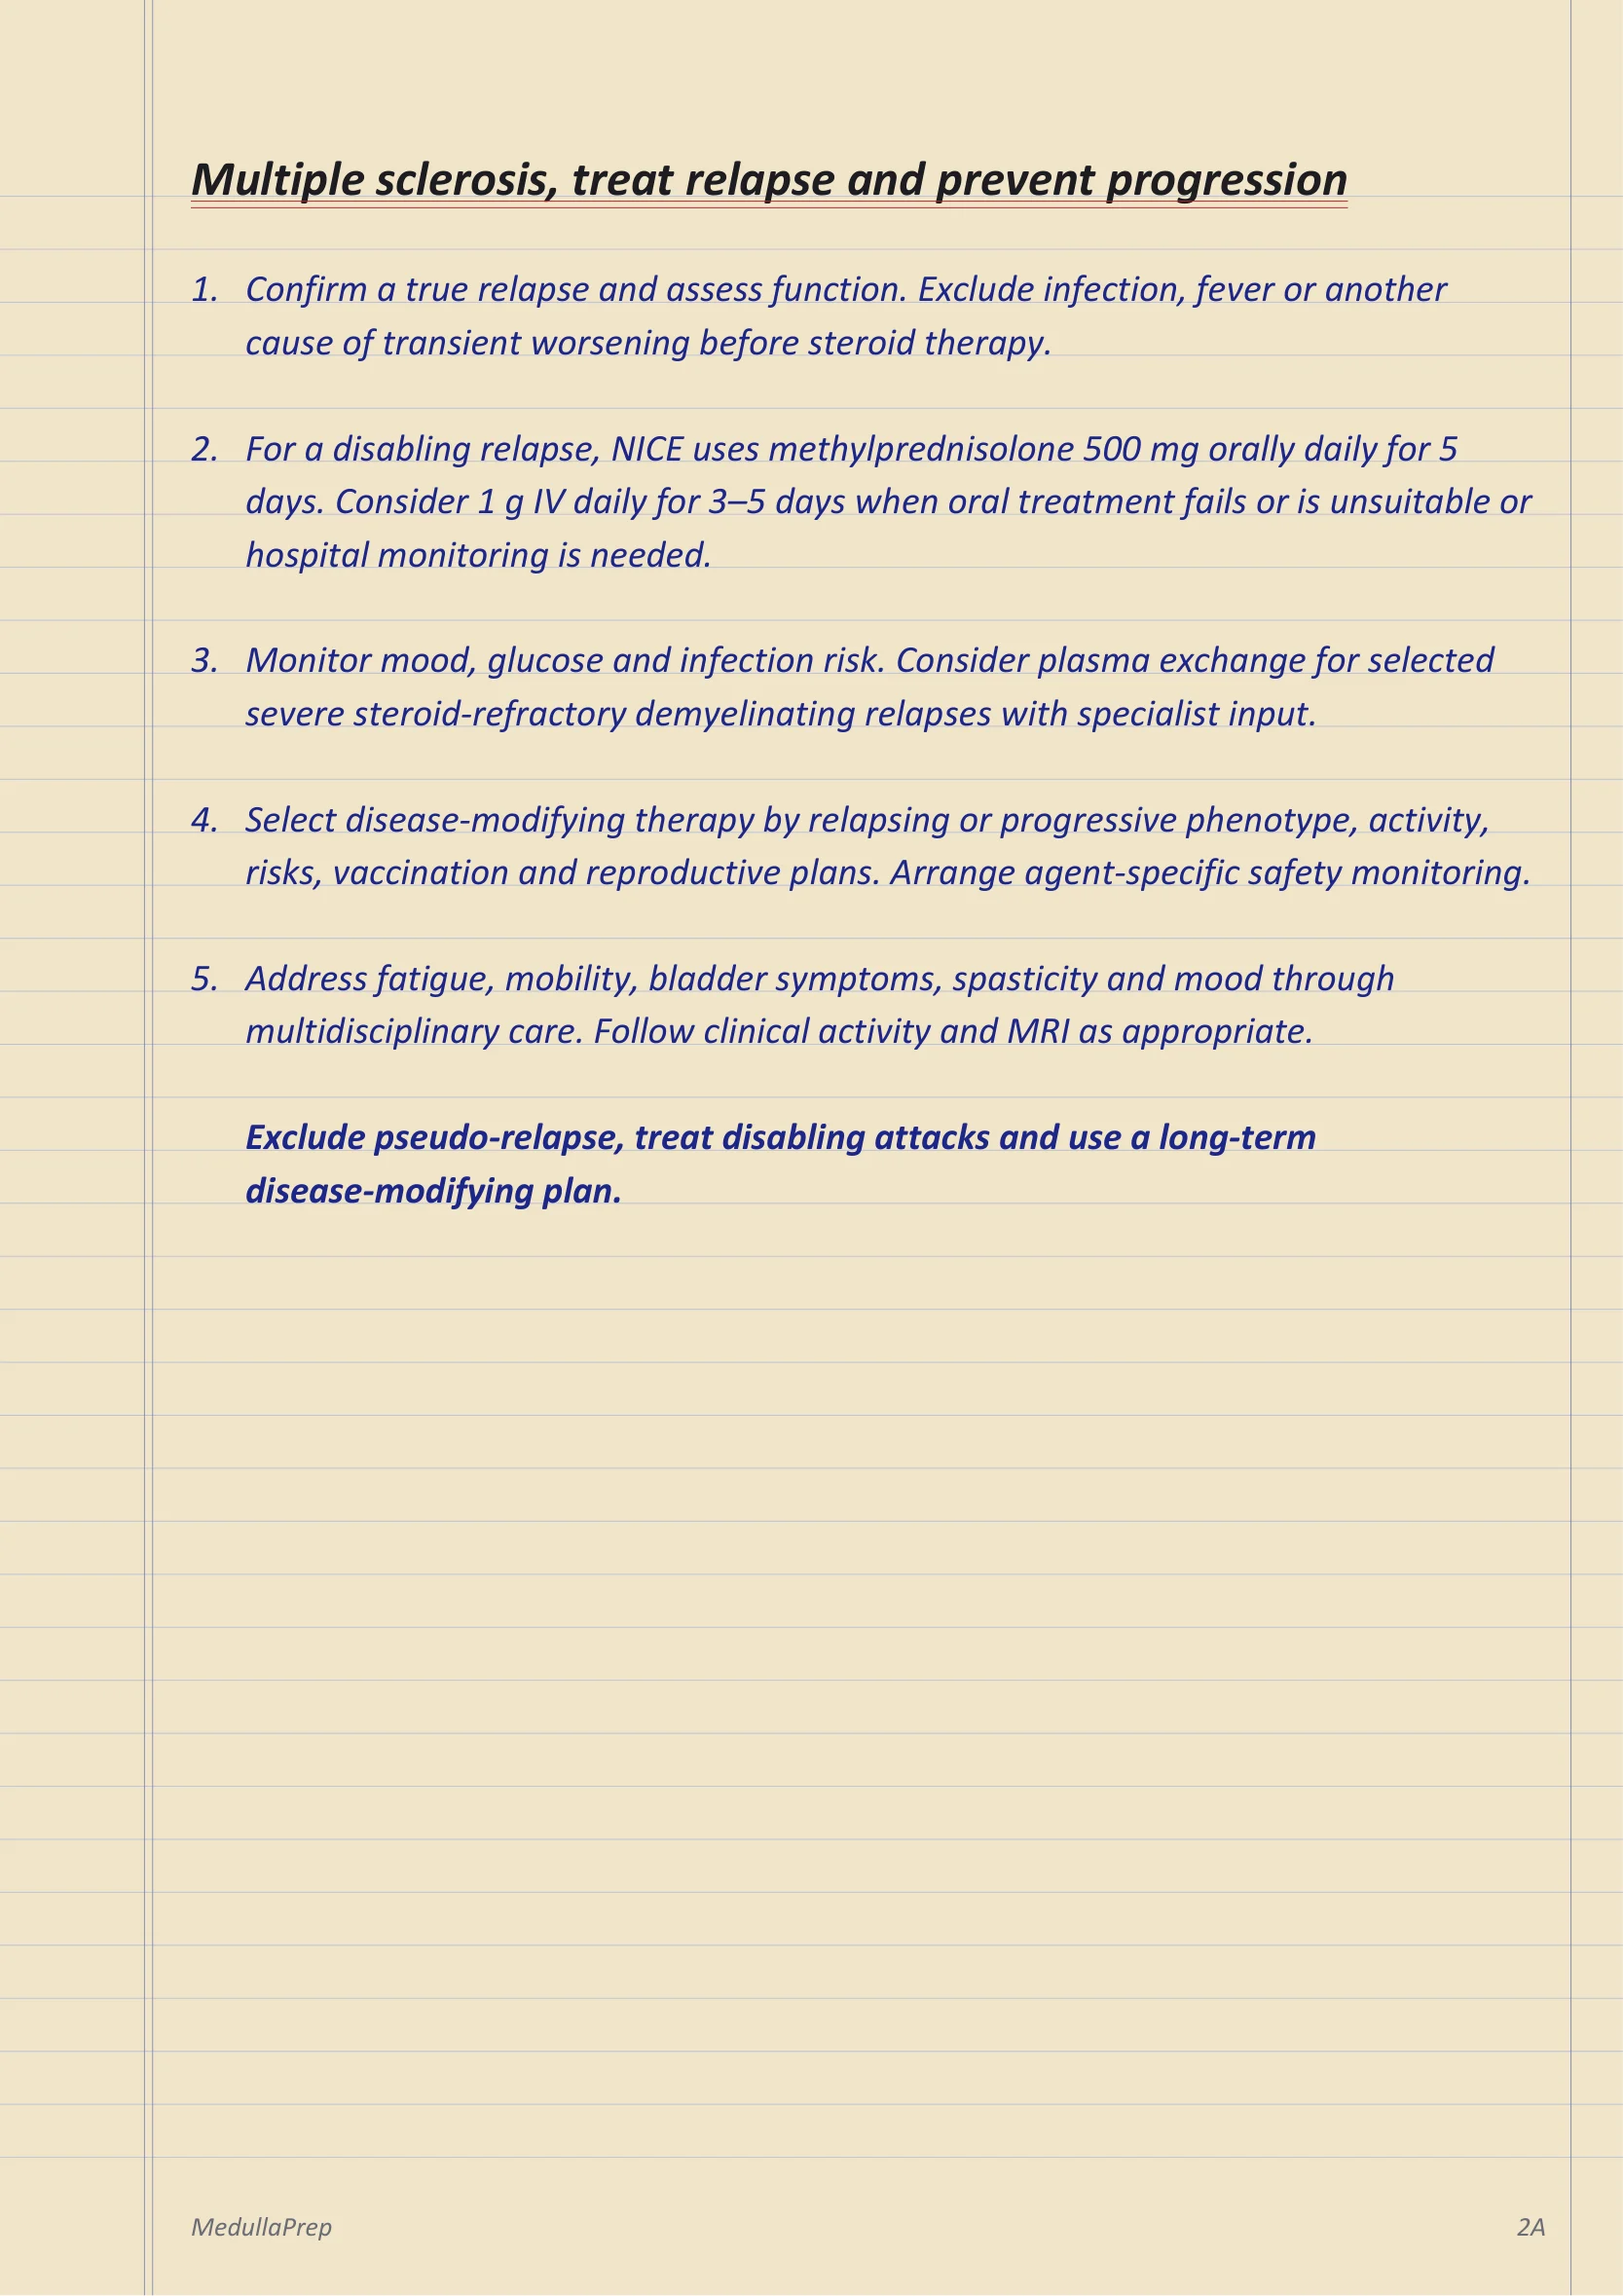 Multiple sclerosis, treat relapse and prevent progression
1. Confirm a true relapse and assess function. Exclude infection, fever or another
cause of transient worsening before steroid therapy.
2. For a disabling relapse, NICE uses methylprednisolone 500 mg orally daily for 5
days. Consider 1 g IV daily for 3–5 days when oral treatment fails or is unsuitable or
hospital monitoring is needed.
3. Monitor mood, glucose and infection risk. Consider plasma exchange for selected
severe steroid-refractory demyelinating relapses with specialist input.
4. Select disease-modifying therapy by relapsing or progressive phenotype, activity,
risks, vaccination and reproductive plans. Arrange agent-specific safety monitoring.
5. Address fatigue, mobility, bladder symptoms, spasticity and mood through
multidisciplinary care. Follow clinical activity and MRI as appropriate.
Exclude pseudo-relapse, treat disabling attacks and use a long-term
disease-modifying plan.
MedullaPrep
2A